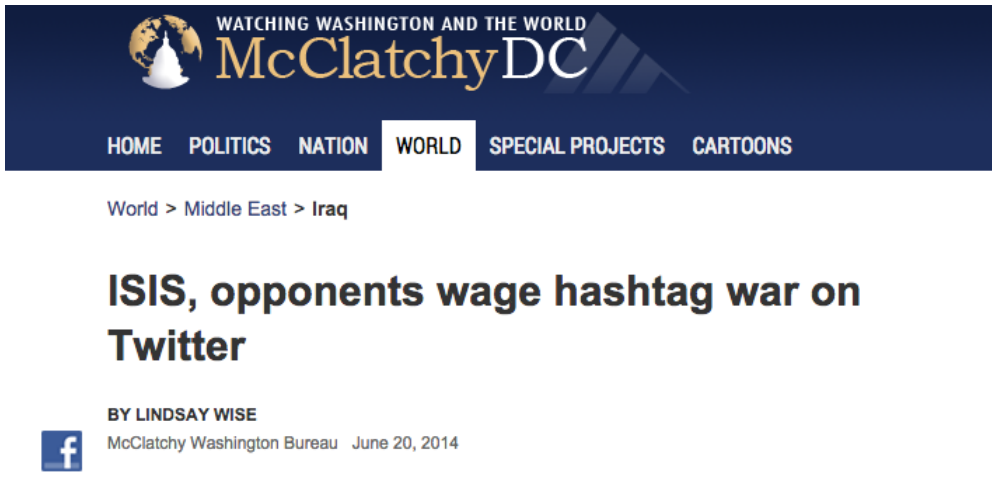 WATCHING WASHINGTON AND THE WORLD
McClatchyDC
HOME POLITICS NATION WORLD SPECIAL PROJECTS CARTOONS
World > Middle East > Iraq
ISIS, opponents wage hashtag war on
Twitter
BY LINDSAY WISE
McClatchy Washington Bureau June 20, 2014
f